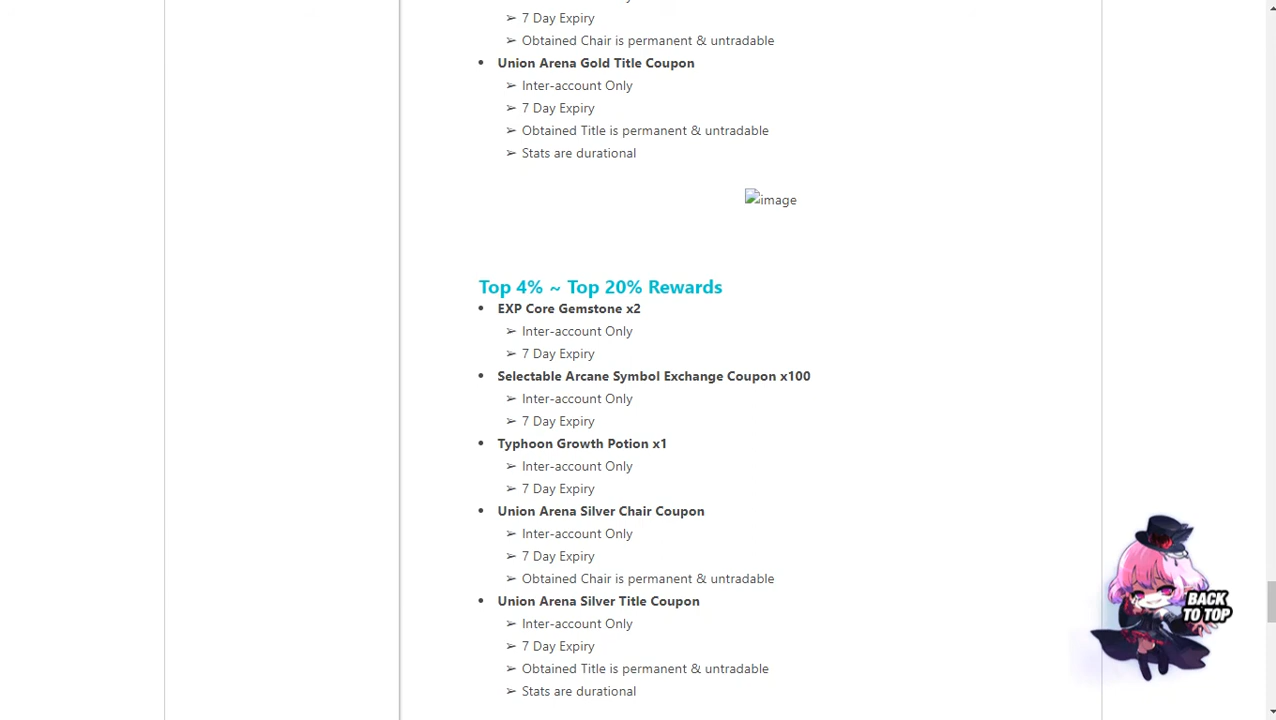 ➢ 7 Day Expiry
➢ Obtained Chair is permanent & untradable
• Union Arena Gold Title Coupon
➢ Inter-account Only
➢ 7 Day Expiry
➢ Obtained Title is permanent & untradable
➢ Stats are durational
image
Top 4% ~ Top 20% Rewards
• EXP Core Gemstone x2
➢ Inter-account Only
➢ 7 Day Expiry
• Selectable Arcane Symbol Exchange Coupon x100
➢ Inter-account Only
➢ 7 Day Expiry
• Typhoon Growth Potion x1
➢ Inter-account Only
➢ 7 Day Expiry
• Union Arena Silver Chair Coupon
➢ Inter-account Only
➢ 7 Day Expiry
➢ Obtained Chair is permanent & untradable
• Union Arena Silver Title Coupon
➢ Inter-account Only
➢ 7 Day Expiry
➢ Obtained Title is permanent & untradable
➢ Stats are durational
BACK
TO TOP